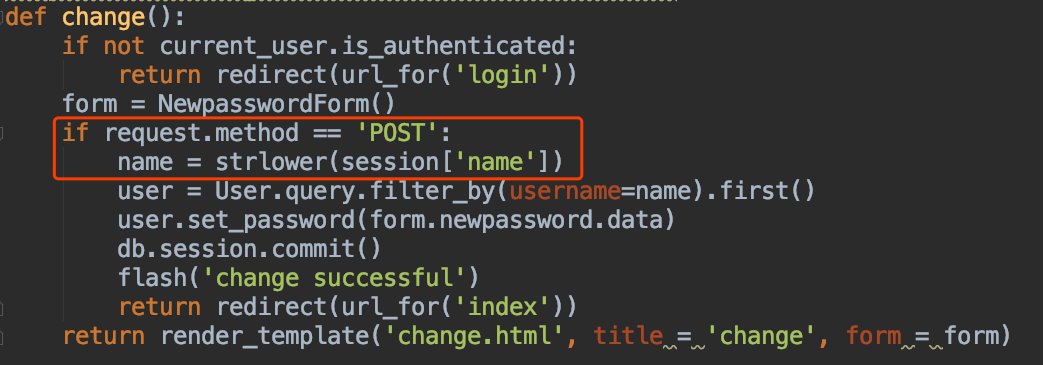 def change():
    if not current_user.is_authenticated:
        return redirect(url_for('login'))
    form = NewpasswordForm()
    if request.method == 'POST':
        name = strlower(session['name'])
        user = User.query.filter_by(username=name).first()
        user.set_password(form.newpassword.data)
        db.session.commit()
        flash('change successful')
        return redirect(url_for('index'))
    return render_template('change.html', title = 'change', form = form)